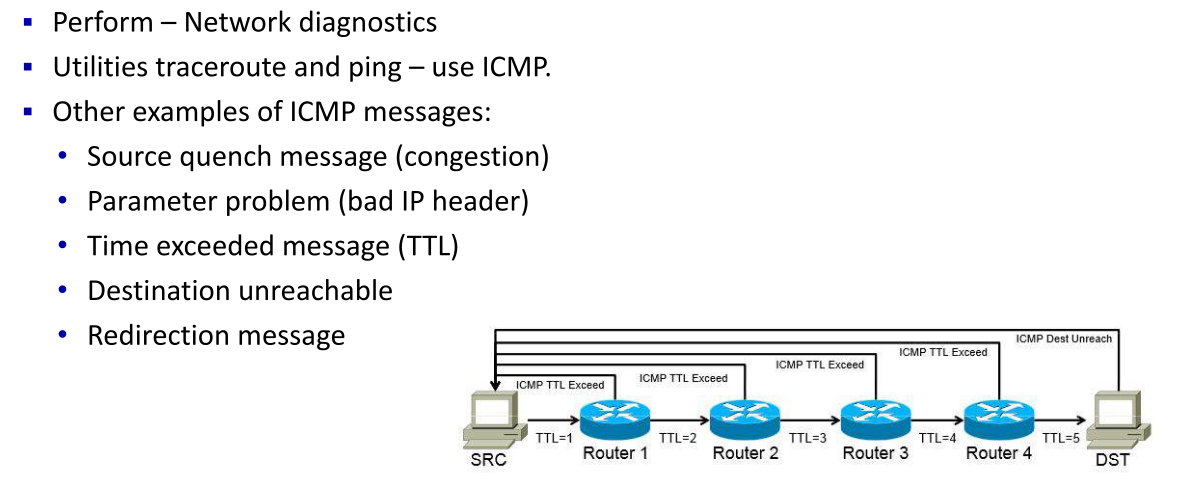 Perform – Network diagnostics
Utilities traceroute and ping – use ICMP.
Other examples of ICMP messages:
Source quench message (congestion)
Parameter problem (bad IP header)
Time exceeded message (TTL)
Destination unreachable
Redirection message
ICMP Dest Unreach
ICMP TTL Exceed
ICMP TTL Exceed
ICMP TTL Exceed
ICMP TTL Exceed
TTL=1
TTL=2
TTL=3
TTL=4
TTL=5
SRC
Router 1
Router 2
Router 3
Router 4
DST